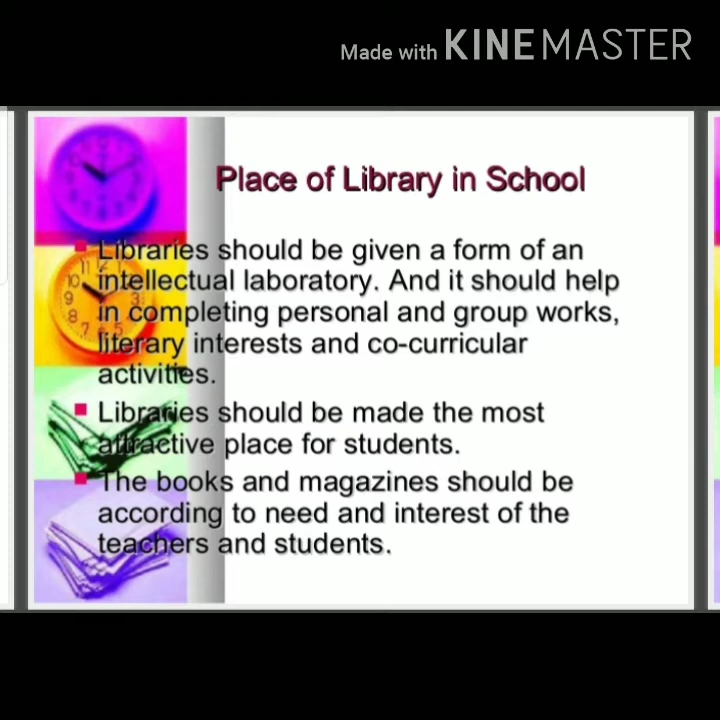 Made with KINEMASTER
Place of Library in School
Libraries should be given a form of an
intellectual laboratory. And it should help
in completing personal and group works,
literary interests and co-curricular
activities.
Libraries should be made the most
attractive place for students.
The books and magazines should be
according to need and interest of the
teachers and students.